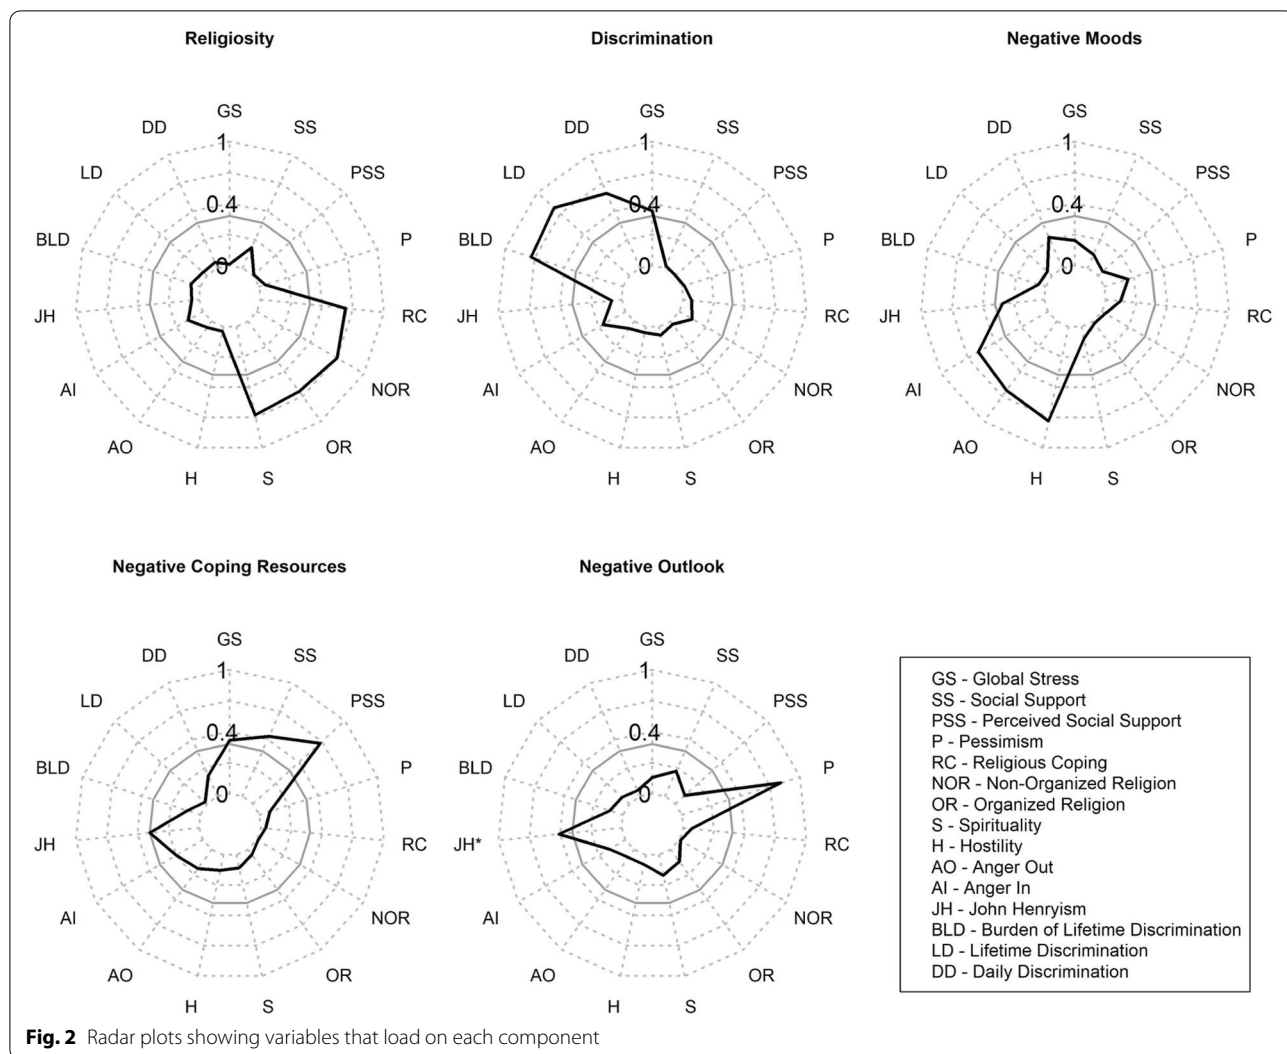 Religiosity
GS
SS
PSS
P
RC
NOR
OR
S
H
AO
AI
JH
BLD
LD
DD
1
0.4
0
Discrimination
GS
SS
PSS
P
RC
NOR
OR
S
H
AO
AI
JH
BLD
LD
DD
1
0.4
0
Negative Moods
GS
SS
PSS
P
RC
NOR
OR
S
H
AO
AI
JH
BLD
LD
DD
1
0.4
0
Negative Coping Resources
GS
SS
PSS
P
RC
NOR
OR
S
H
AO
AI
JH
BLD
LD
DD
1
0.4
0
Negative Outlook
GS
SS
PSS
P
RC
NOR
OR
S
H
AO
AI
JH*
BLD
LD
DD
1
0.4
0
GS - Global Stress
SS - Social Support
PSS - Perceived Social Support
P - Pessimism
RC - Religious Coping
NOR - Non-Organized Religion
OR - Organized Religion
S - Spirituality
H - Hostility
AO - Anger Out
AI - Anger In
JH - John Henryism
BLD - Burden of Lifetime Discrimination
LD - Lifetime Discrimination
DD - Daily Discrimination
Fig. 2 Radar plots showing variables that load on each component